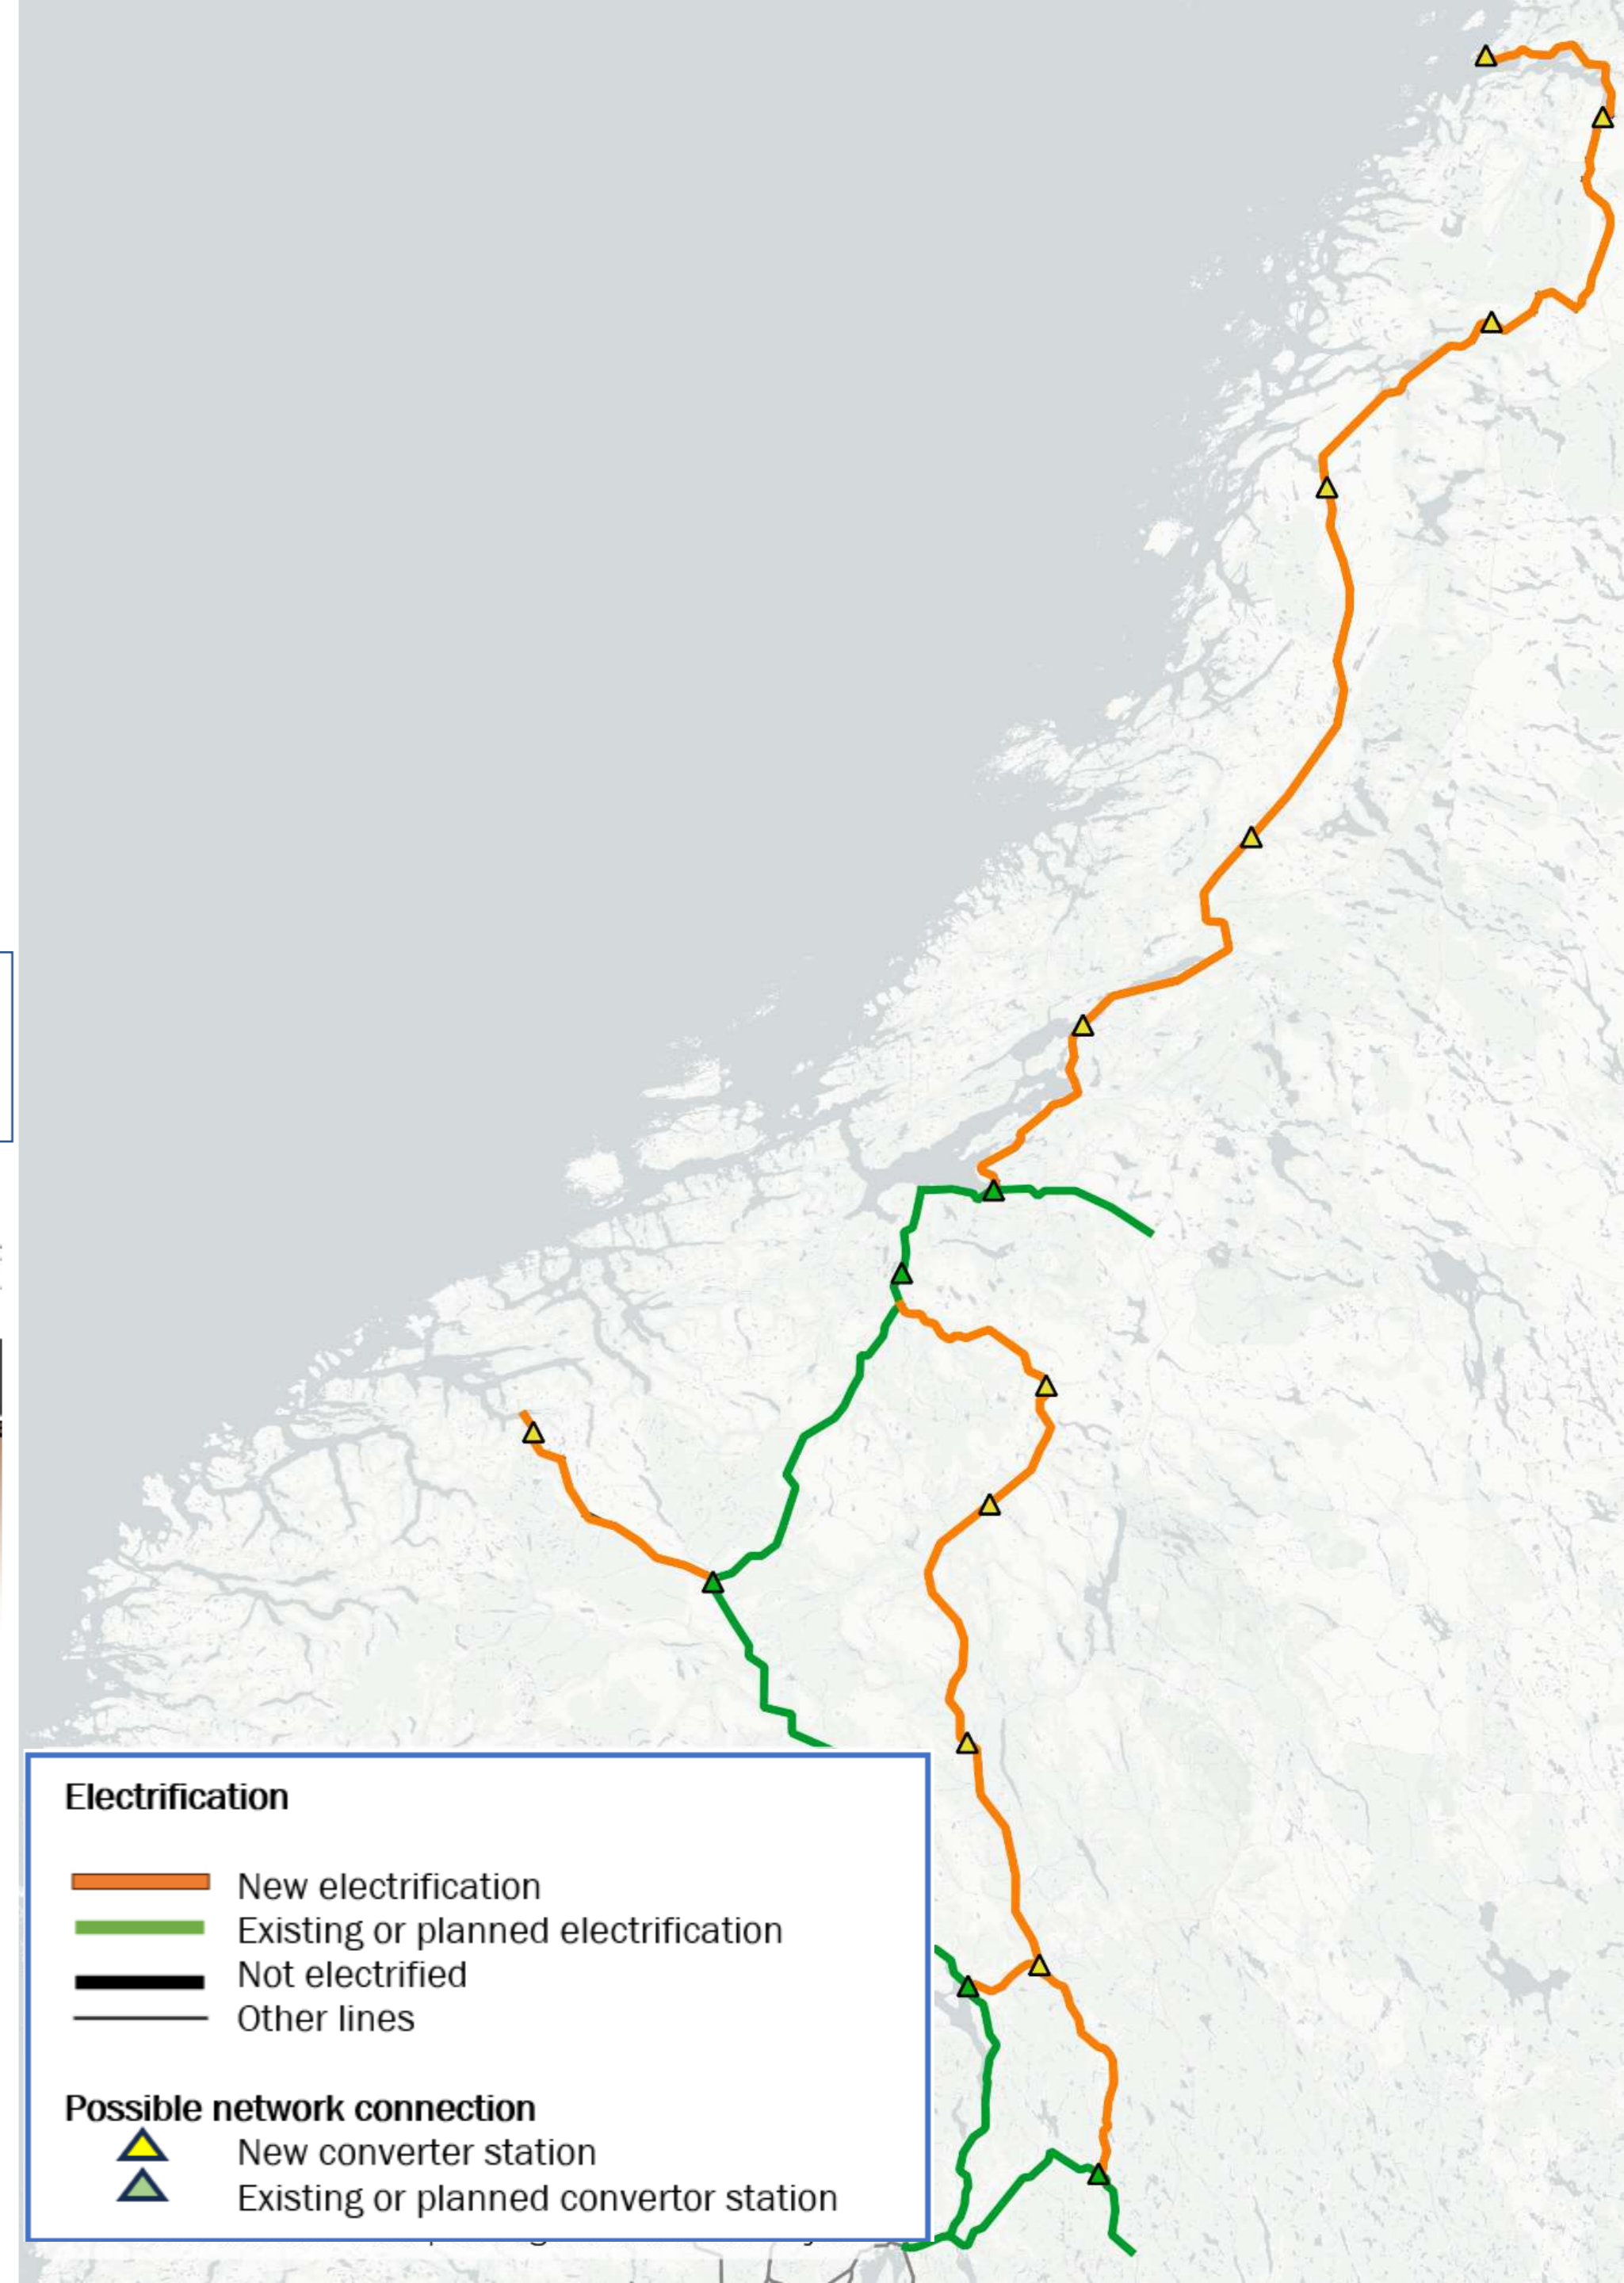 Electrification
New electrification
Existing or planned electrification
Not electrified
Other lines
Possible network connection
New converter station
Existing or planned convertor station